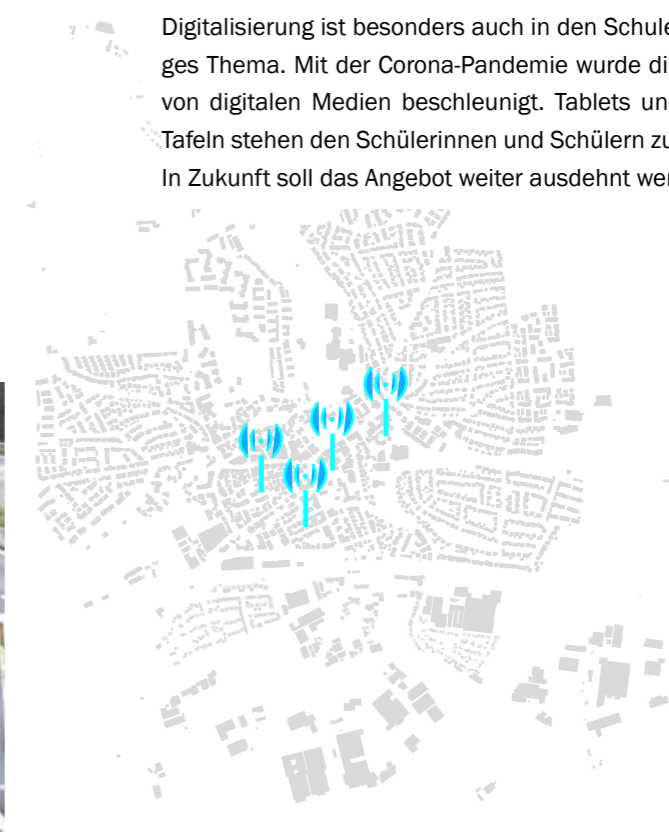 Digitalisierung ist besonders auch in den Schule
ges Thema. Mit der Corona-Pandemie wurde di
von digitalen Medien beschleunigt. Tablets un
Tafeln stehen den Schülerinnen und Schülern zu
In Zukunft soll das Angebot weiter ausdehnt wer